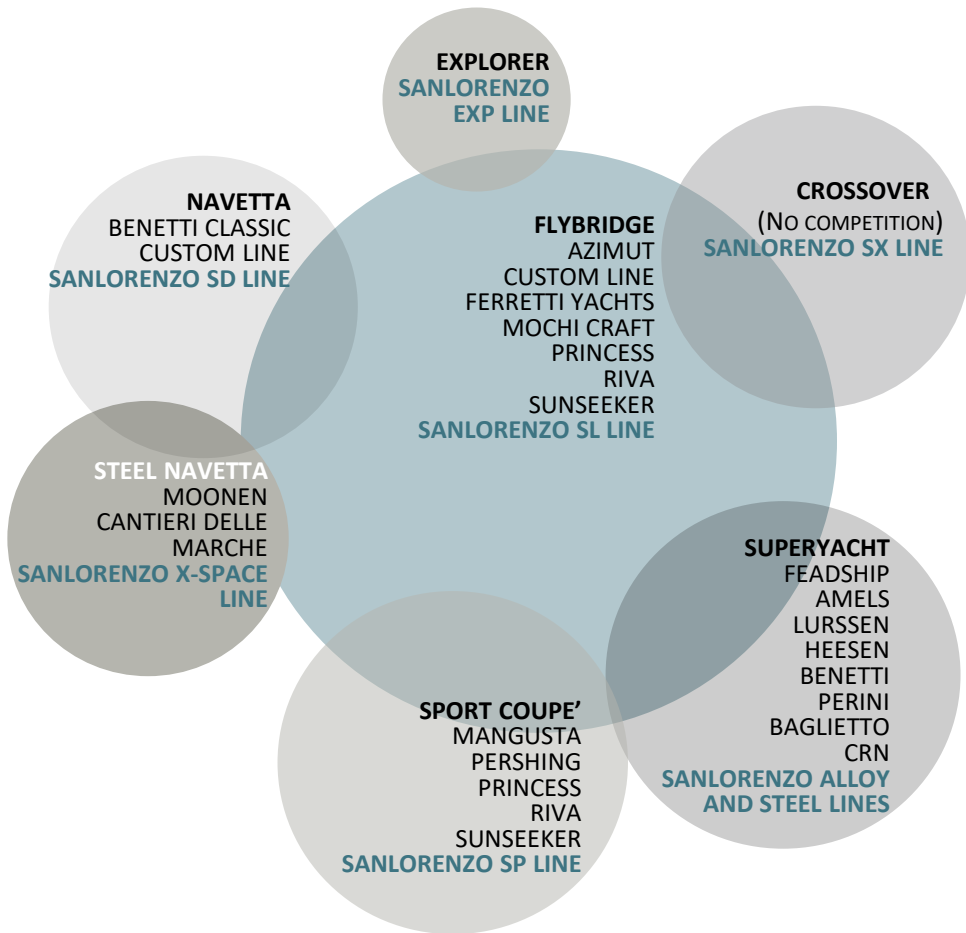 EXPLORER
SANLORENZO
EXP LINE
NAVETTA
BENETTI CLASSIC
CUSTOM LINE
SANLORENZO SD LINE
FLYBRIDGE
AZIMUT
CUSTOM LINE
FERRETTI YACHTS
MOCHI CRAFT
PRINCESS
RIVA
SUNSEEKER
SANLORENZO SL LINE
CROSSOVER
(NO COMPETITION)
SANLORENZO SX LINE
STEEL NAVETTA
MOONEN
CANTIERI DELLE
MARCHE
SANLORENZO X-SPACE
LINE
SPORT COUPE’
MANGUSTA
PERSHING
PRINCESS
RIVA
SUNSEEKER
SANLORENZO SP LINE
SUPERYACHT
FEADSHIP
AMELS
LURSSEN
HEESEN
BENETTI
PERINI
BAGLIETTO
CRN
SANLORENZO ALLOY
AND STEEL LINES